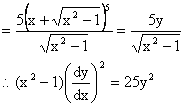 = 5(x+√(x²−1))⁵ / √(x²−1) = 5y / √(x²−1)
∴ (x²−1)(dy/dx)² = 25y²